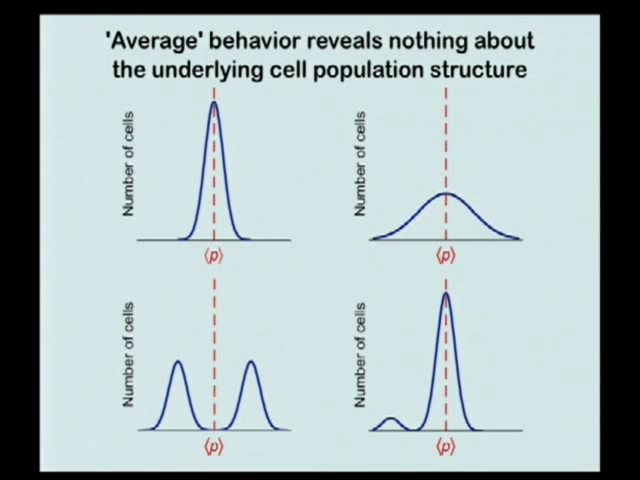 'Average' behavior reveals nothing about
the underlying cell population structure
Number of cells
⟨p⟩
Number of cells
⟨p⟩
Number of cells
⟨p⟩
Number of cells
⟨p⟩